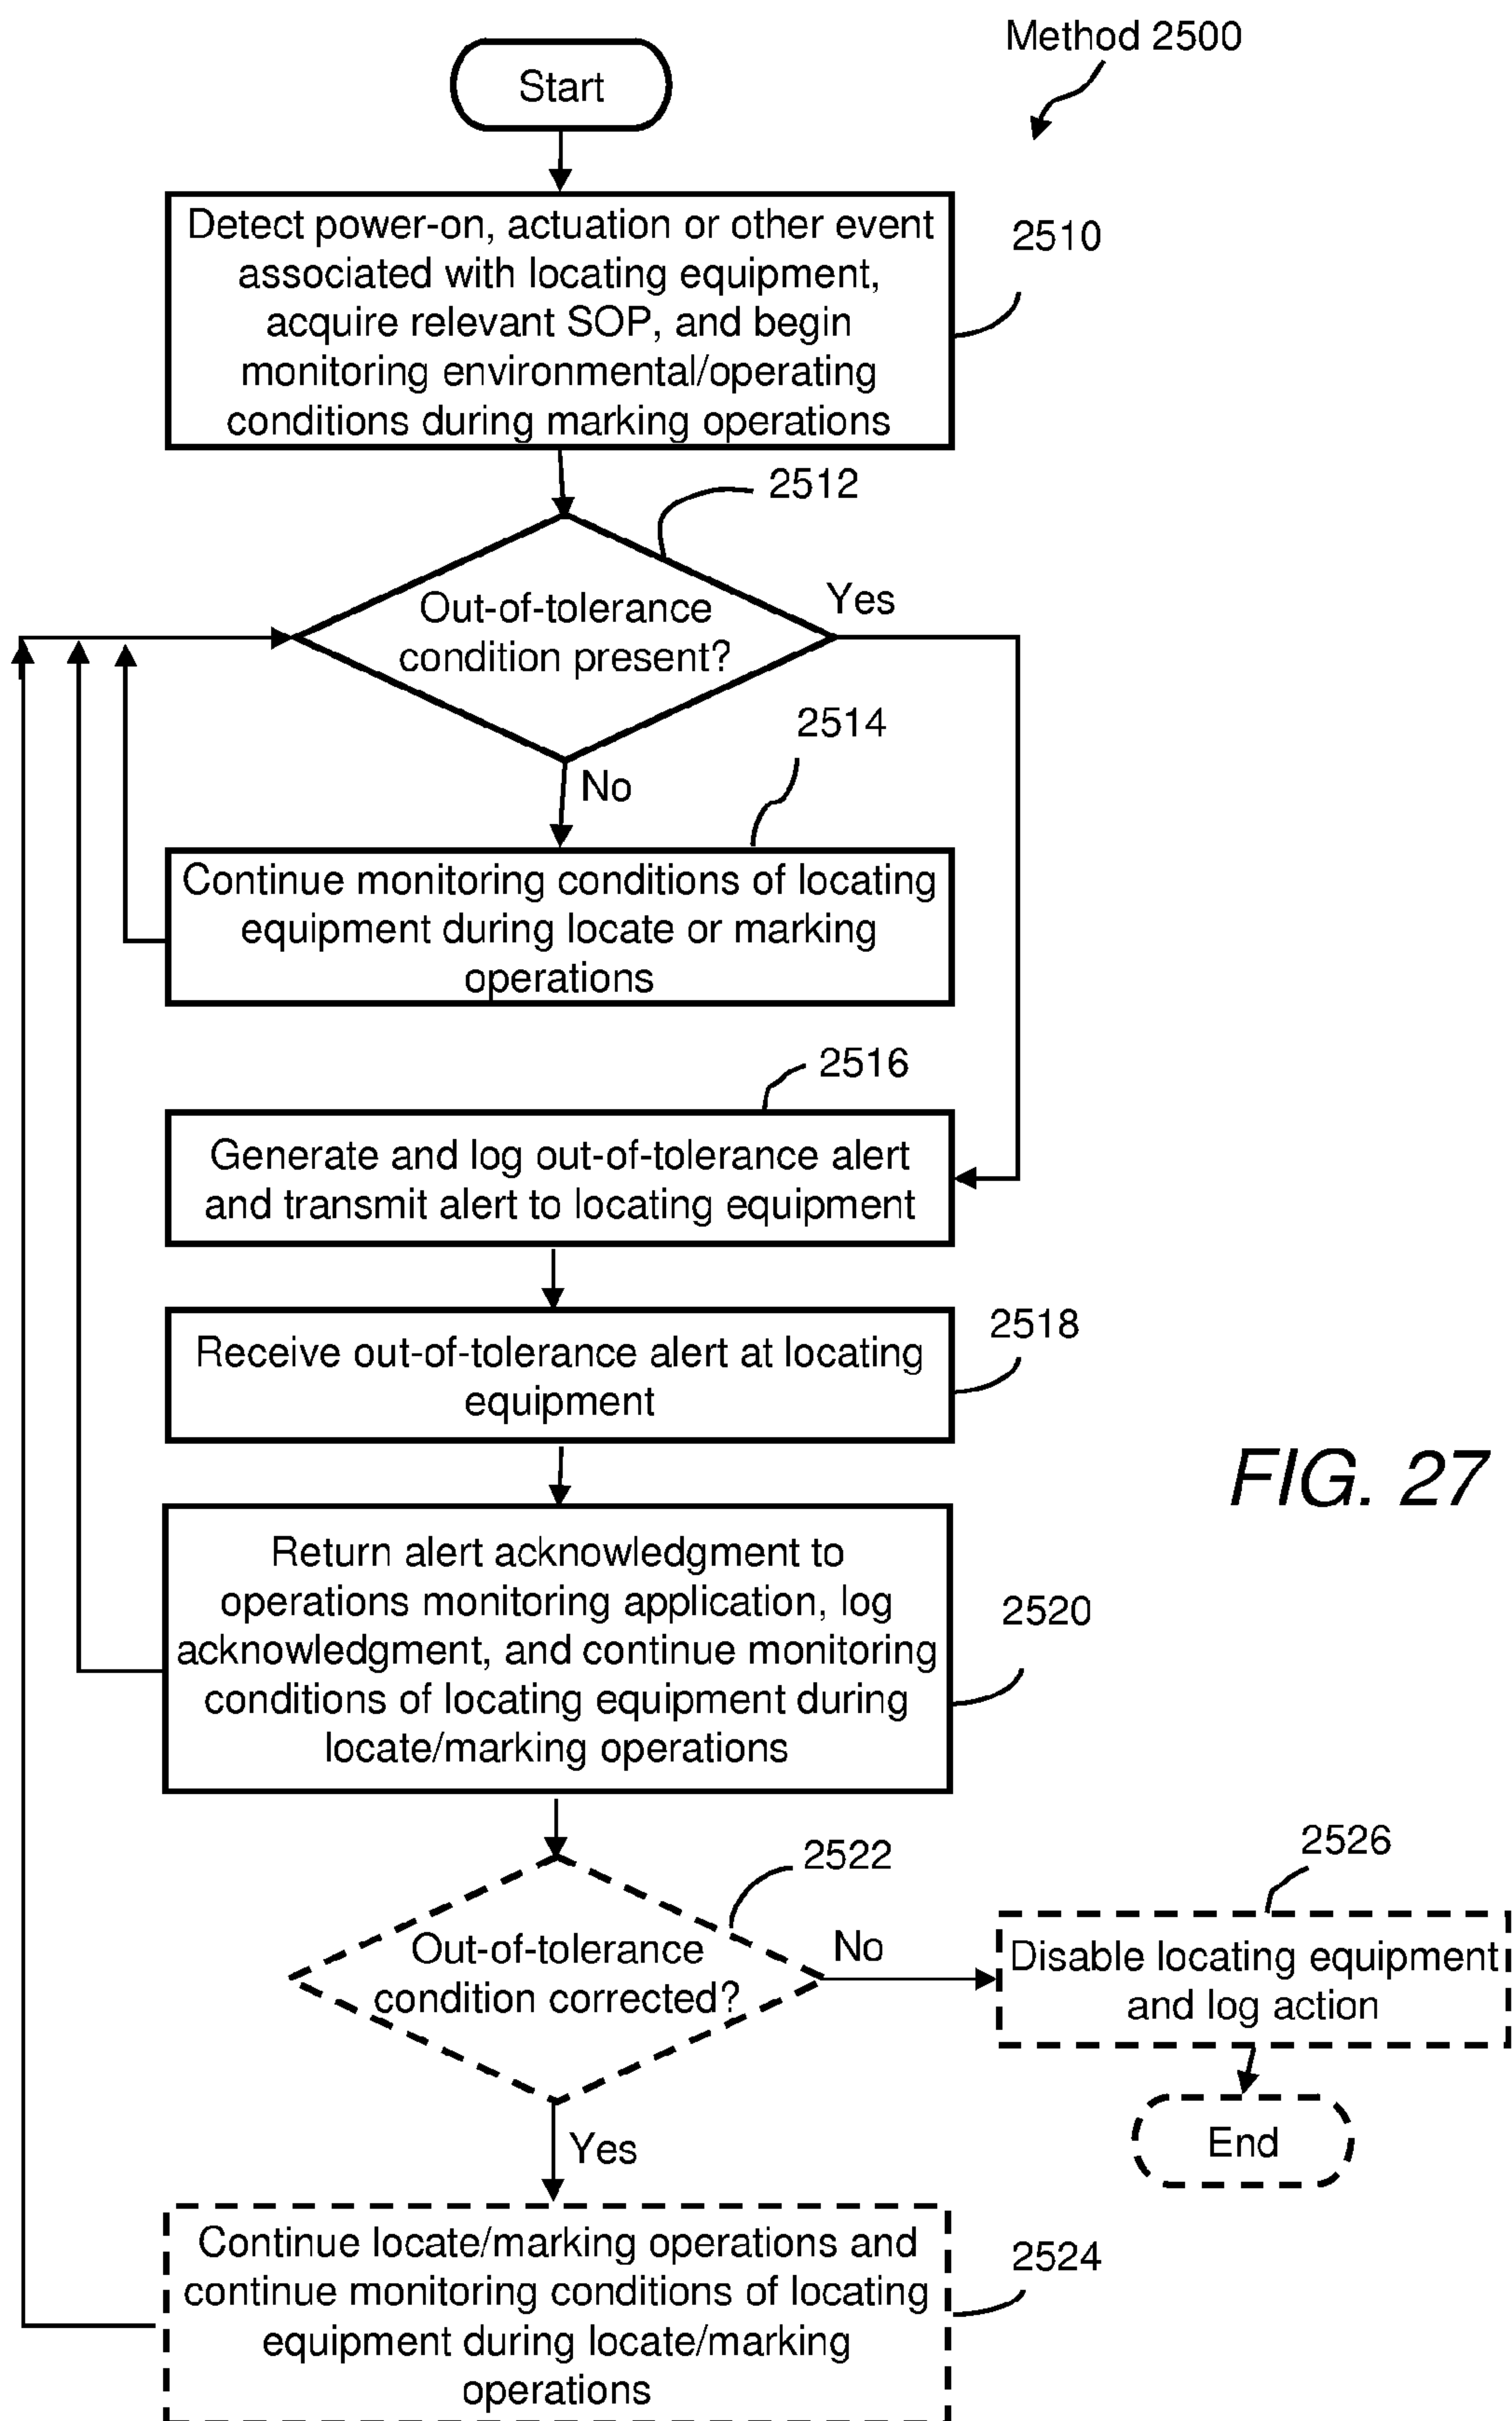 Method 2500
Start
Detect power-on, actuation or other event
associated with locating equipment,
acquire relevant SOP, and begin
monitoring environmental/operating
conditions during marking operations
2510
2512
Out-of-tolerance
condition present?
Yes
No
2514
Continue monitoring conditions of locating
equipment during locate or marking
operations
2516
Generate and log out-of-tolerance alert
and transmit alert to locating equipment
Receive out-of-tolerance alert at locating
equipment
2518
FIG. 27
Return alert acknowledgment to
operations monitoring application, log
acknowledgment, and continue monitoring
conditions of locating equipment during
locate/marking operations
2520
2522
Out-of-tolerance
condition corrected?
No
2526
Disable locating equipment
and log action
End
Yes
Continue locate/marking operations and
continue monitoring conditions of locating
equipment during locate/marking
operations
2524